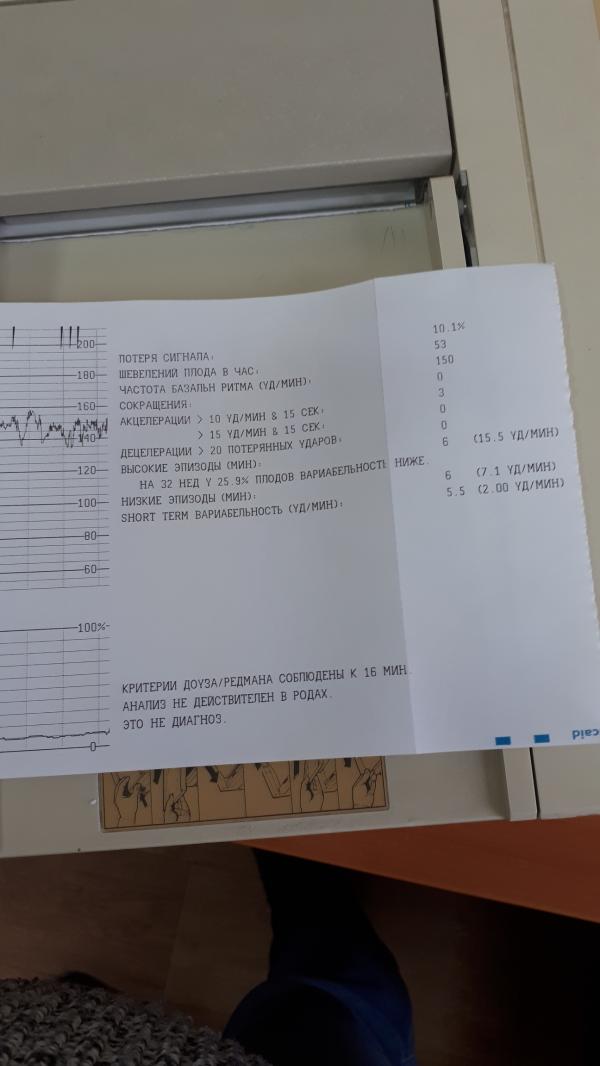 200
180
160
140
120
100
80
60
100%
0
ПОТЕРЯ СИГНАЛА: 10.1%
ШЕВЕЛЕНИЙ ПЛОДА В ЧАС: 53
ЧАСТОТА БАЗАЛЬН РИТМА (УД/МИН): 150
СОКРАЩЕНИЯ: 0
АКЦЕЛЕРАЦИИ > 10 УД/МИН & 15 СЕК: 3
> 15 УД/МИН & 15 СЕК: 0
ДЕЦЕЛЕРАЦИИ > 20 ПОТЕРЯННЫХ УДАРОВ: 0
ВЫСОКИЕ ЭПИЗОДЫ (МИН): 6 (15.5 УД/МИН)
НА 32 НЕД У 25.9% ПЛОДОВ ВАРИАБЕЛЬНОСТЬ НИЖЕ.
НИЗКИЕ ЭПИЗОДЫ (МИН): 6 (7.1 УД/МИН)
SHORT TERM ВАРИАБЕЛЬНОСТЬ (УД/МИН): 5.5 (2.00 УД/МИН)
КРИТЕРИИ ДОУЗА/РЕДМАНА СОБЛЮДЕНЫ К 16 МИН.
АНАЛИЗ НЕ ДЕЙСТВИТЕЛЕН В РОДАХ.
ЭТО НЕ ДИАГНОЗ.
caid